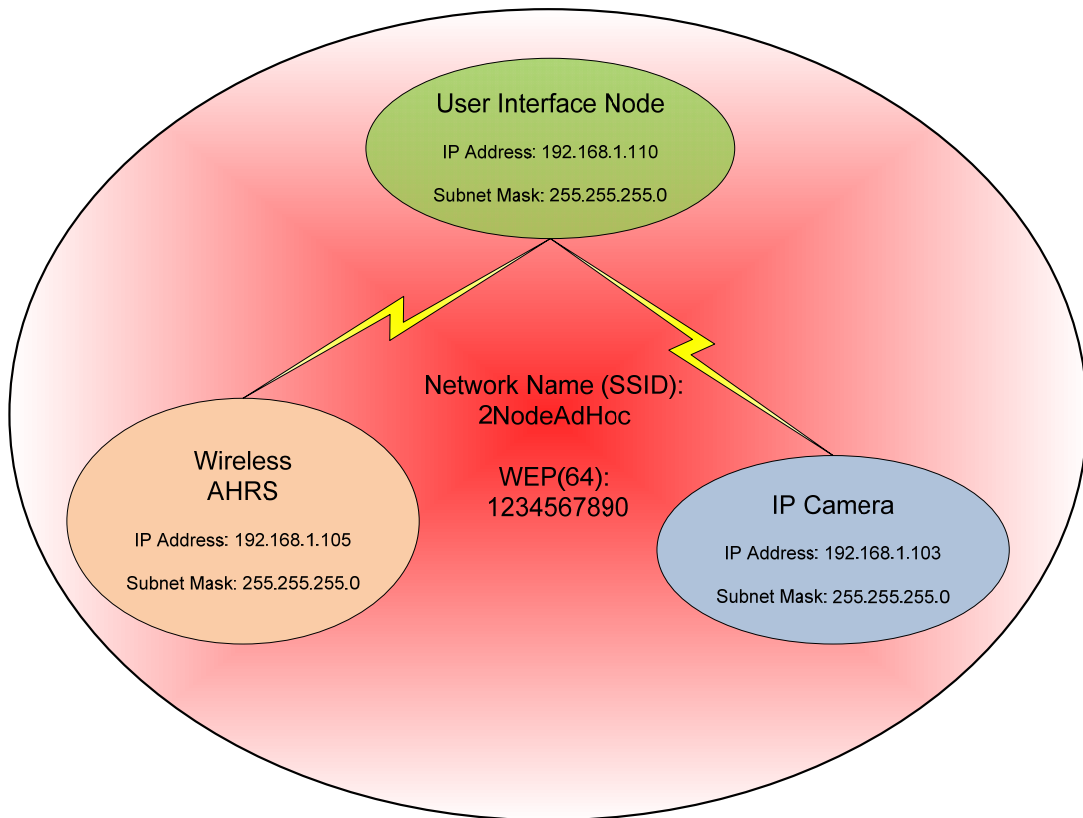 User Interface Node
IP Address: 192.168.1.110
Subnet Mask: 255.255.255.0
Network Name (SSID):
2NodeAdHoc
WEP(64):
1234567890
Wireless
AHRS
IP Address: 192.168.1.105
Subnet Mask: 255.255.255.0
IP Camera
IP Address: 192.168.1.103
Subnet Mask: 255.255.255.0